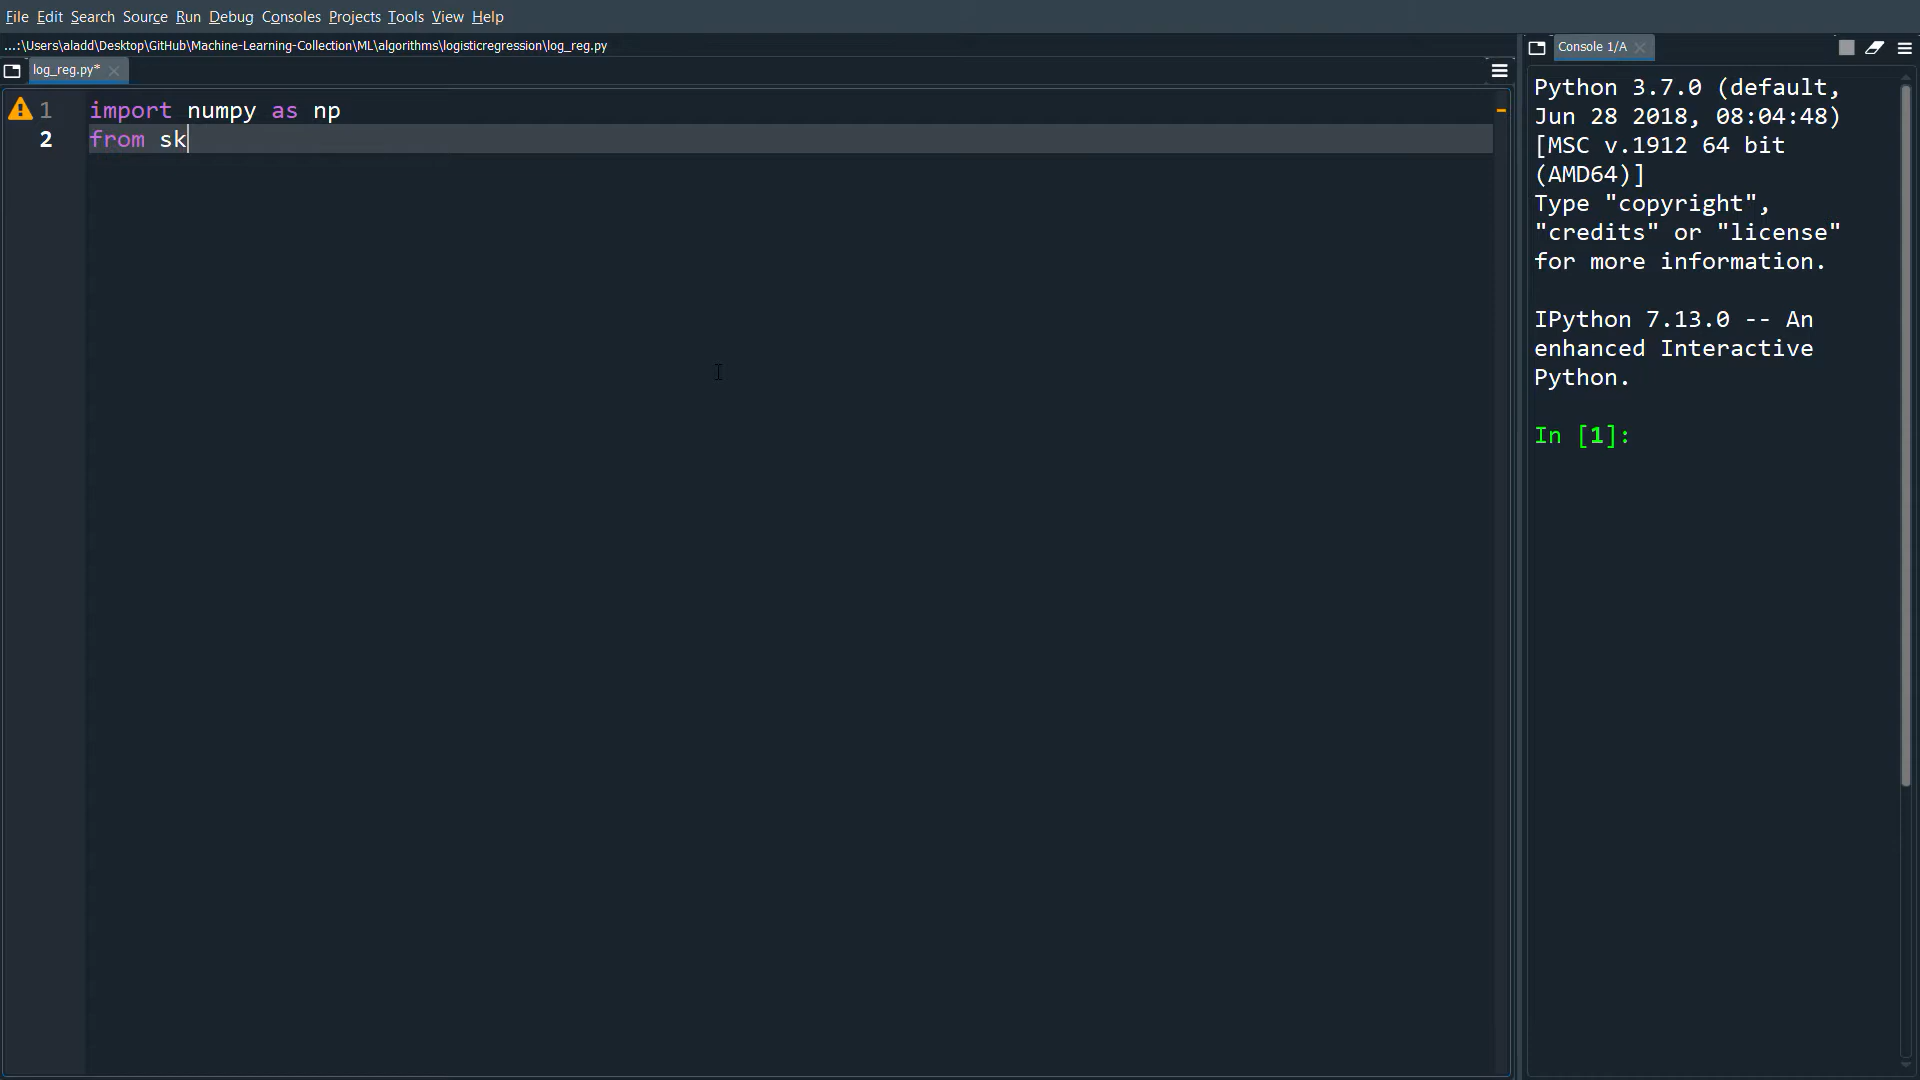 File Edit Search Source Run Debug Consoles Projects Tools View Help
...:\Users\aladd\Desktop\GitHub\Machine-Learning-Collection\ML\algorithms\logisticregression\log_reg.py
log_reg.py*
1 import numpy as np
2 from sk
Console 1/A
Python 3.7.0 (default,
Jun 28 2018, 08:04:48)
[MSC v.1912 64 bit
(AMD64)]
Type "copyright",
"credits" or "license"
for more information.
IPython 7.13.0 -- An
enhanced Interactive
Python.
In [1]: